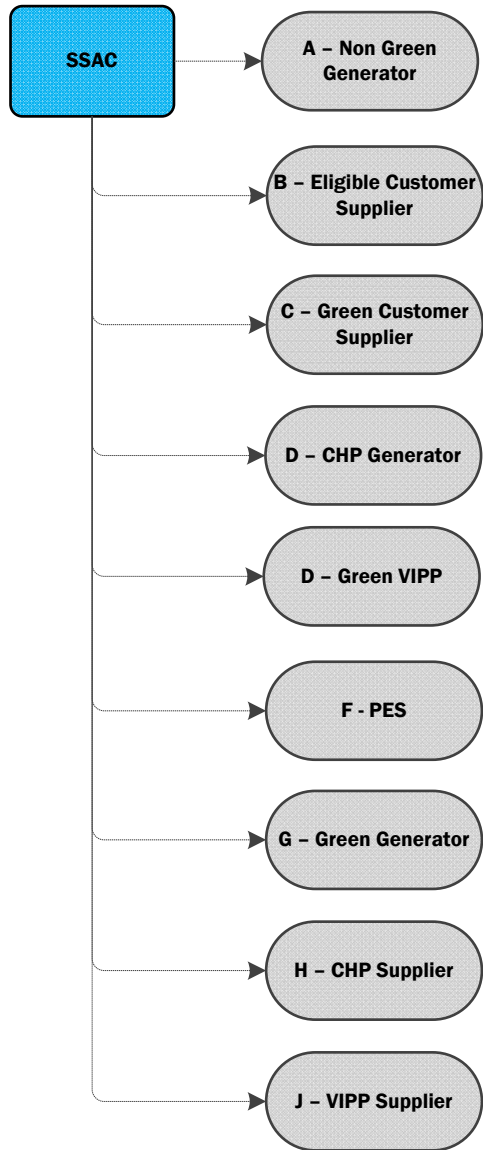 SSAC
A – Non Green
Generator
B – Eligible Customer
Supplier
C – Green Customer
Supplier
D – CHP Generator
D – Green VIPP
F - PES
G – Green Generator
H – CHP Supplier
J – VIPP Supplier